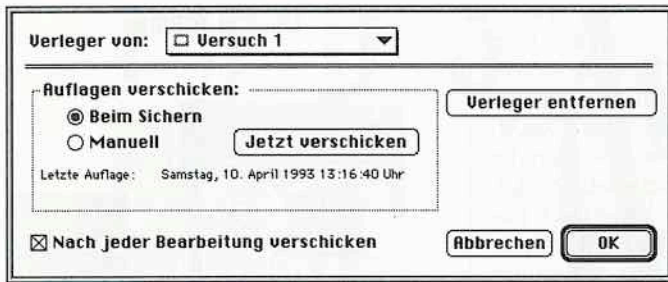 Verleger von: Versuch 1
Auflagen verschicken:
Beim Sichern
Verleger entfernen
Manuell
Jetzt verschicken
Letzte Auflage: Samstag, 10. April 1993 13:16:40 Uhr
Nach jeder Bearbeitung verschicken
Abbrechen
OK